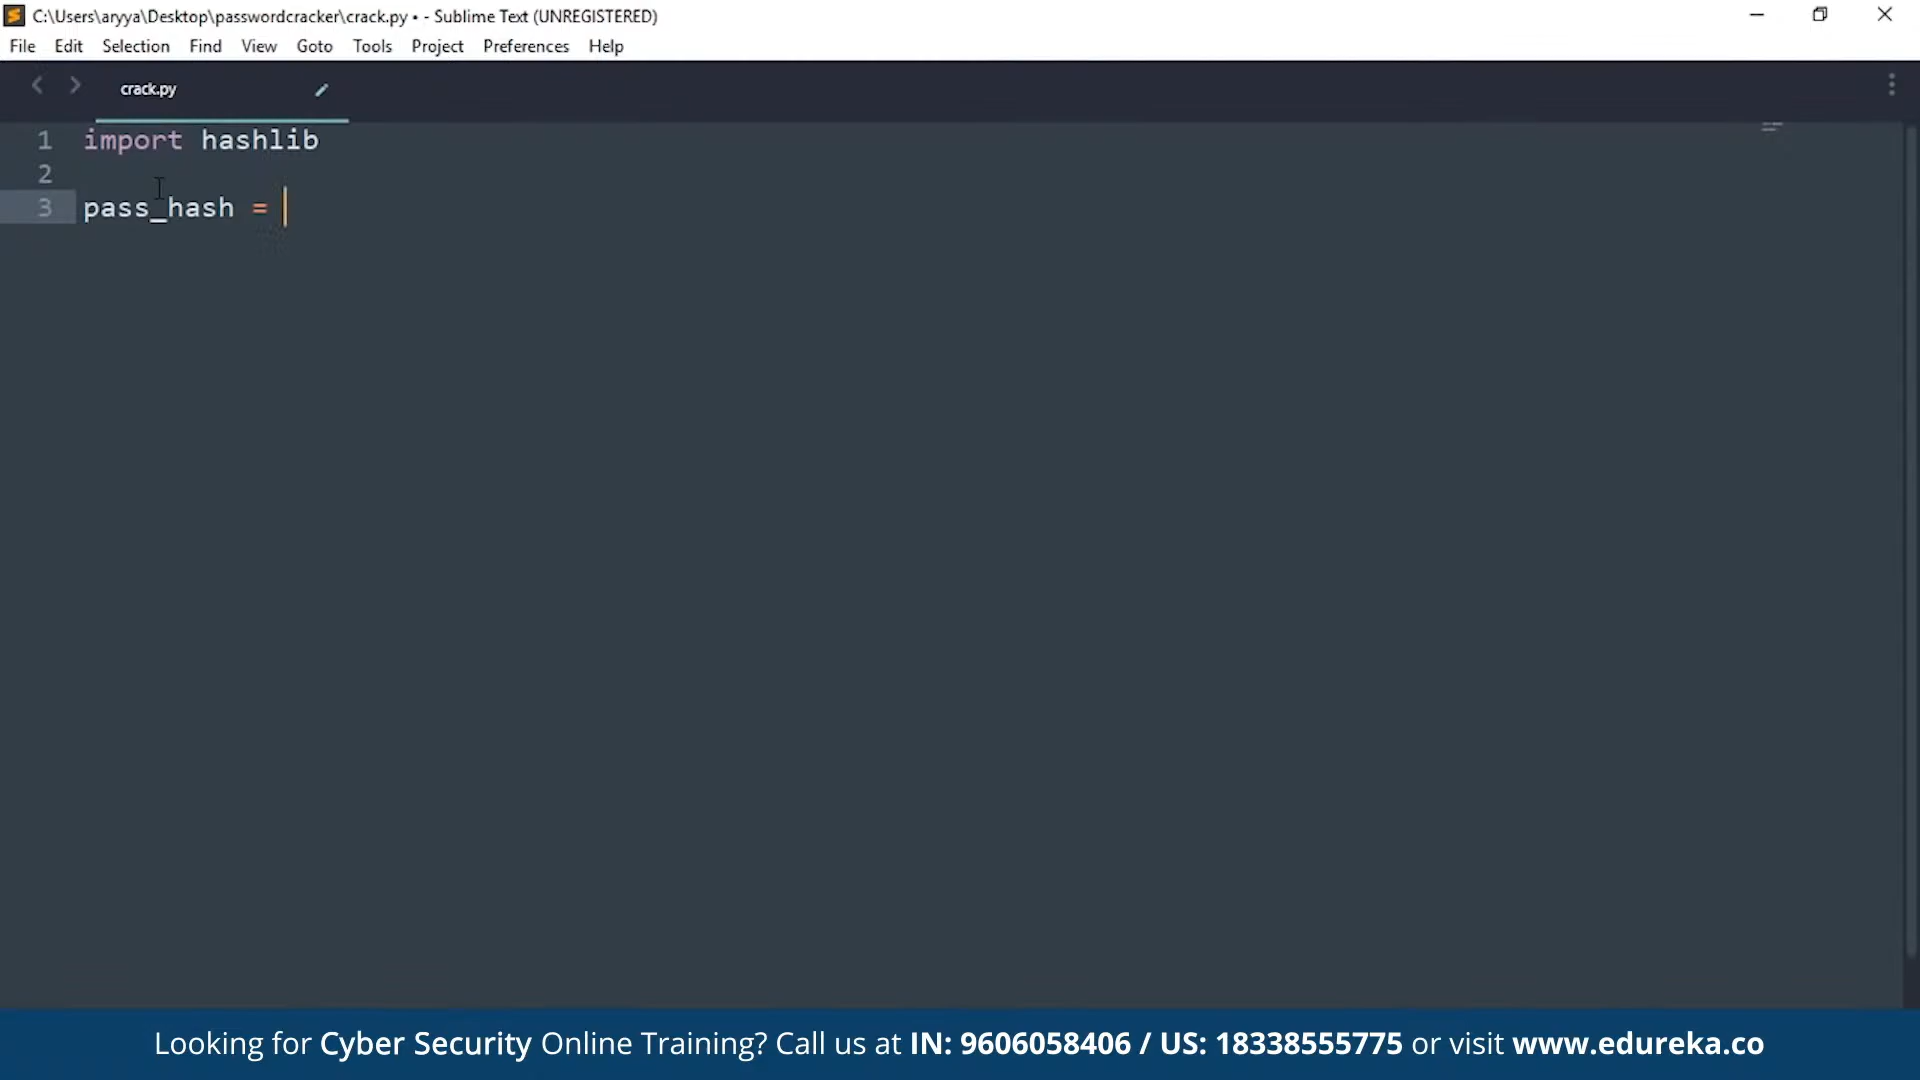 C:\Users\aryya\Desktop\passwordcracker\crack.py • - Sublime Text (UNREGISTERED)
File Edit Selection Find View Goto Tools Project Preferences Help
crack.py
1 import hashlib
2
3 pass_hash =
Looking for Cyber Security Online Training? Call us at IN: 9606058406 / US: 18338555775 or visit www.edureka.co